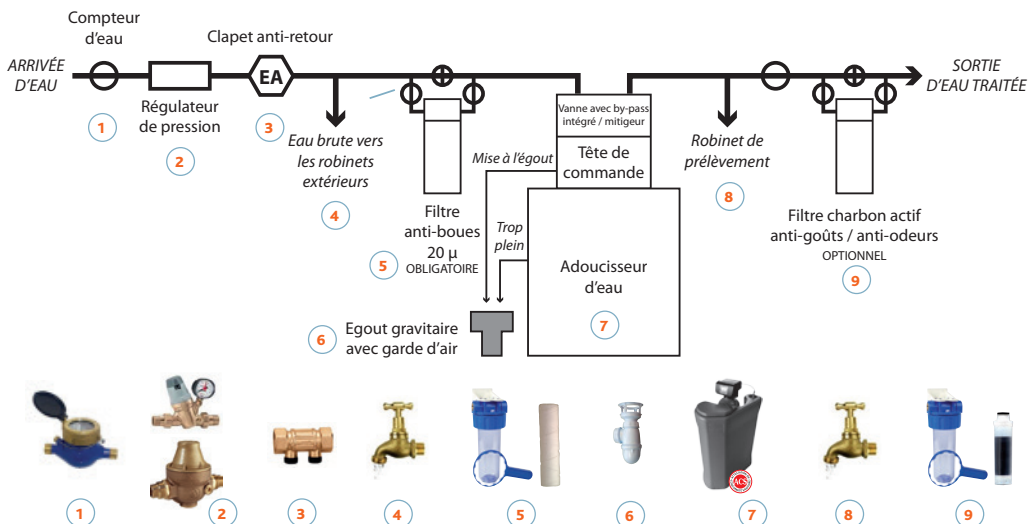 Compteur
d'eau
Clapet anti-retour
ARRIVÉE
D'EAU
EA
SORTIE
D'EAU TRAITÉE
Régulateur
de pression
1
2
3
Eau brute vers
les robinets
extérieurs
4
Filtre
anti-boues
20 µ
OBLIGATOIRE
5
Mise à l'égout
Trop
plein
Vanne avec by-pass
intégré / mitigeur
Tête de
commande
Adoucisseur
d'eau
7
6
Egout gravitaire
avec garde d'air
Robinet de
prélèvement
8
Filtre charbon actif
anti-goûts / anti-odeurs
OPTIONNEL
9
ACS
1
2
3
4
5
6
7
8
9